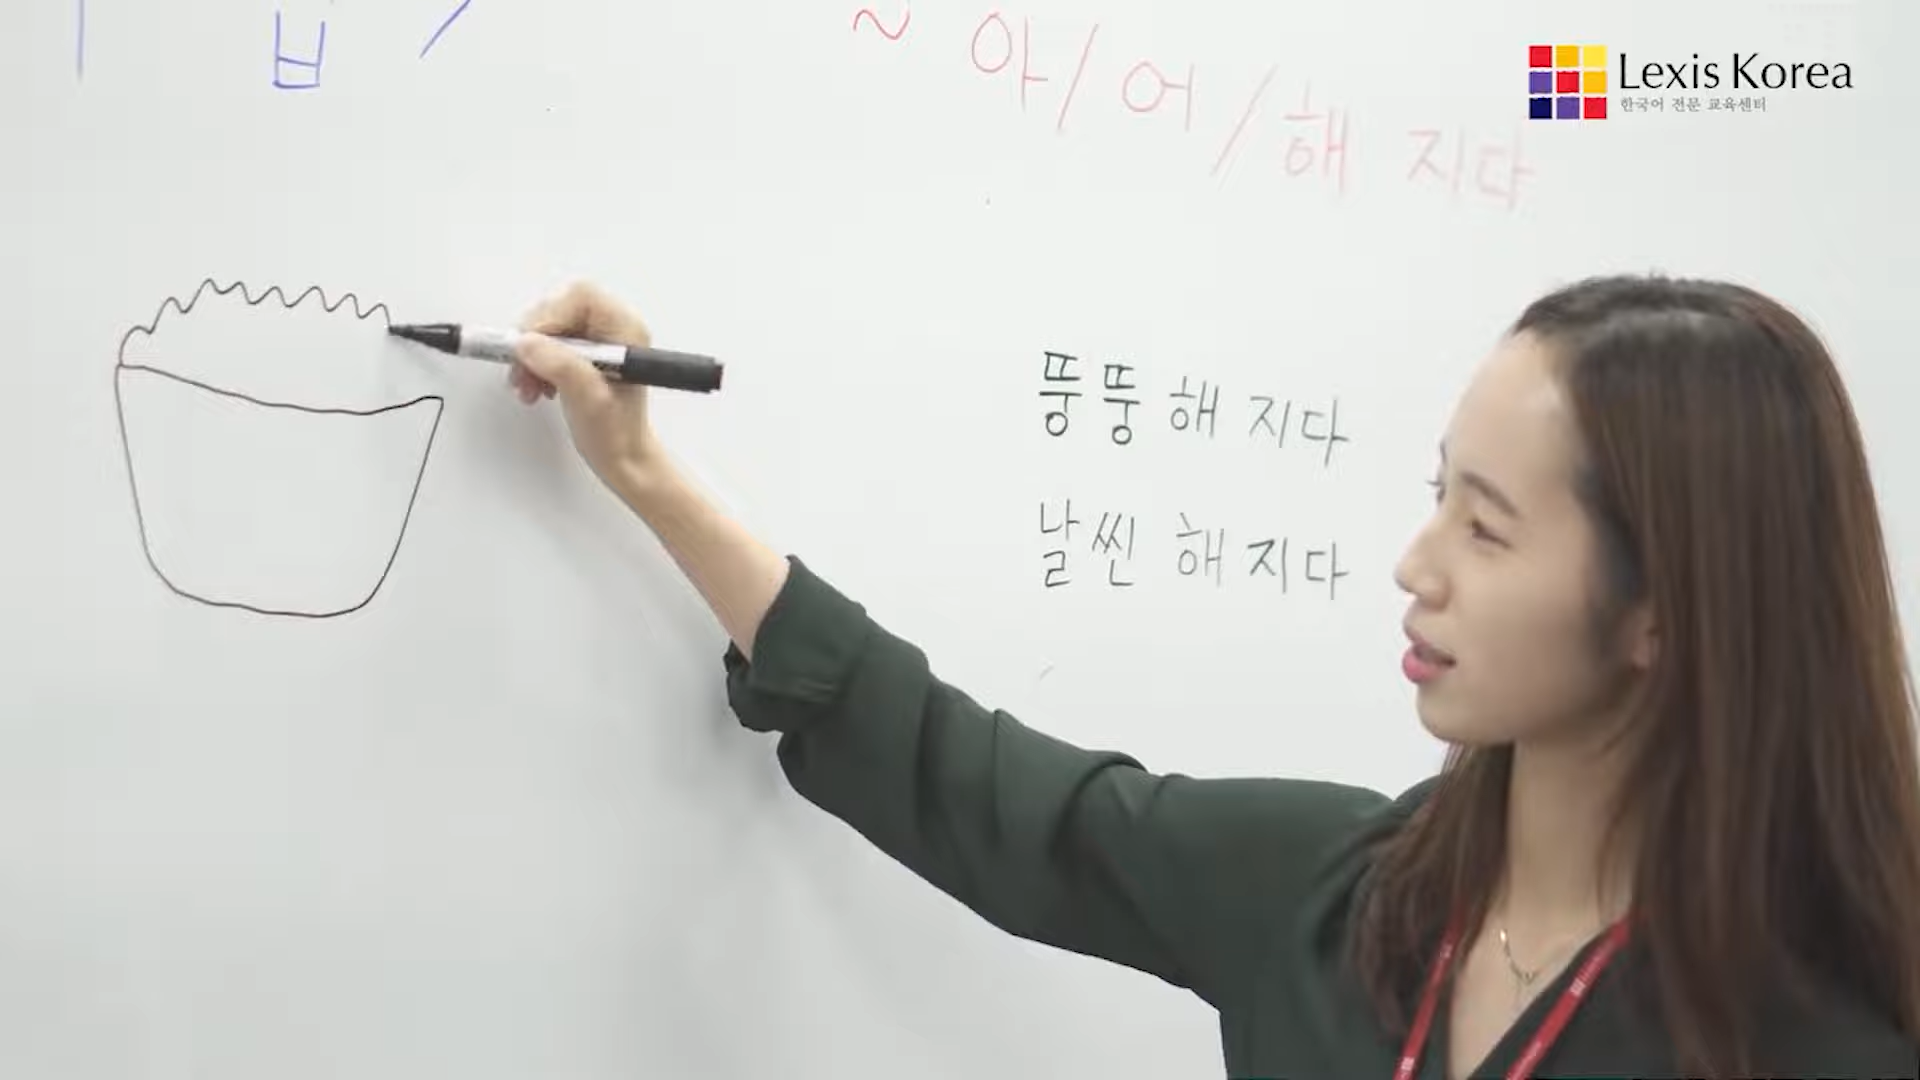 ~ 아/어/해 지다
Lexis Korea
한국어 전문 교육센터
뚱뚱해 지다
날씬해 지다